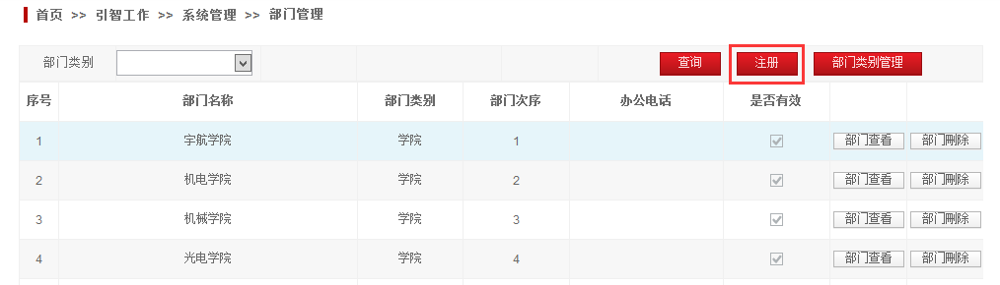 首页 >> 引智工作 >> 系统管理 >> 部门管理
部门类别 查询 注册 部门类别管理
序号 部门名称 部门类别 部门次序 办公电话 是否有效
1 宇航学院 学院 1 部门查看 部门刪除
2 机电学院 学院 2 部门查看 部门刪除
3 机械学院 学院 3 部门查看 部门刪除
4 光电学院 学院 4 部门查看 部门刪除